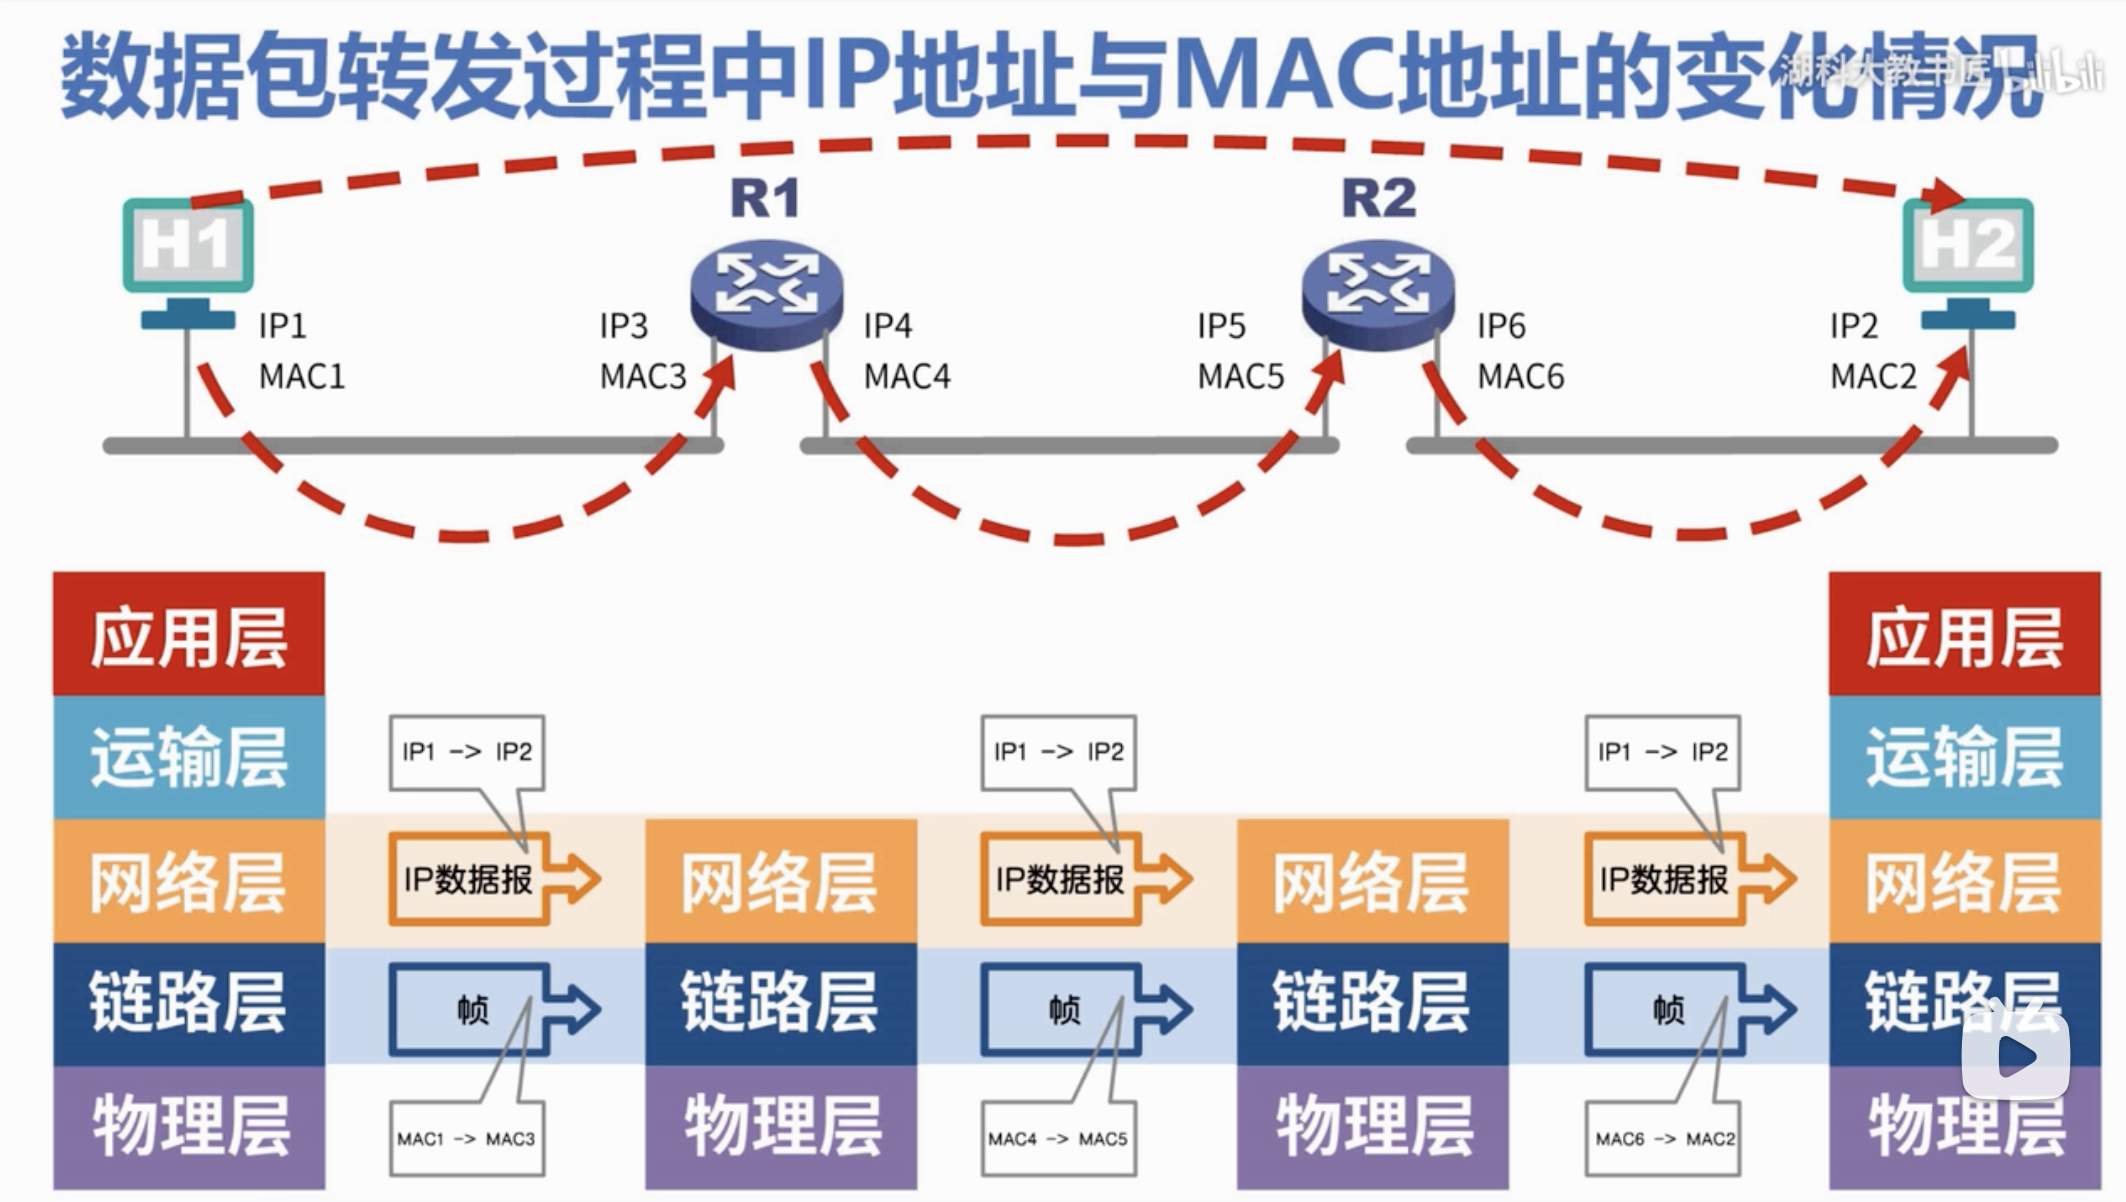 数据包转发过程中IP地址与MAC地址的变化情况
湖科大教书匠 bilibili
R1
R2
H1
H2
IP1
MAC1
IP3
MAC3
IP4
MAC4
IP5
MAC5
IP6
MAC6
IP2
MAC2
应用层
应用层
运输层
IP1 -> IP2
IP1 -> IP2
IP1 -> IP2
运输层
网络层
IP数据报
网络层
IP数据报
网络层
IP数据报
网络层
链路层
帧
链路层
帧
链路层
帧
链路层
物理层
MAC1 -> MAC3
物理层
MAC4 -> MAC5
物理层
MAC6 -> MAC2
物理层